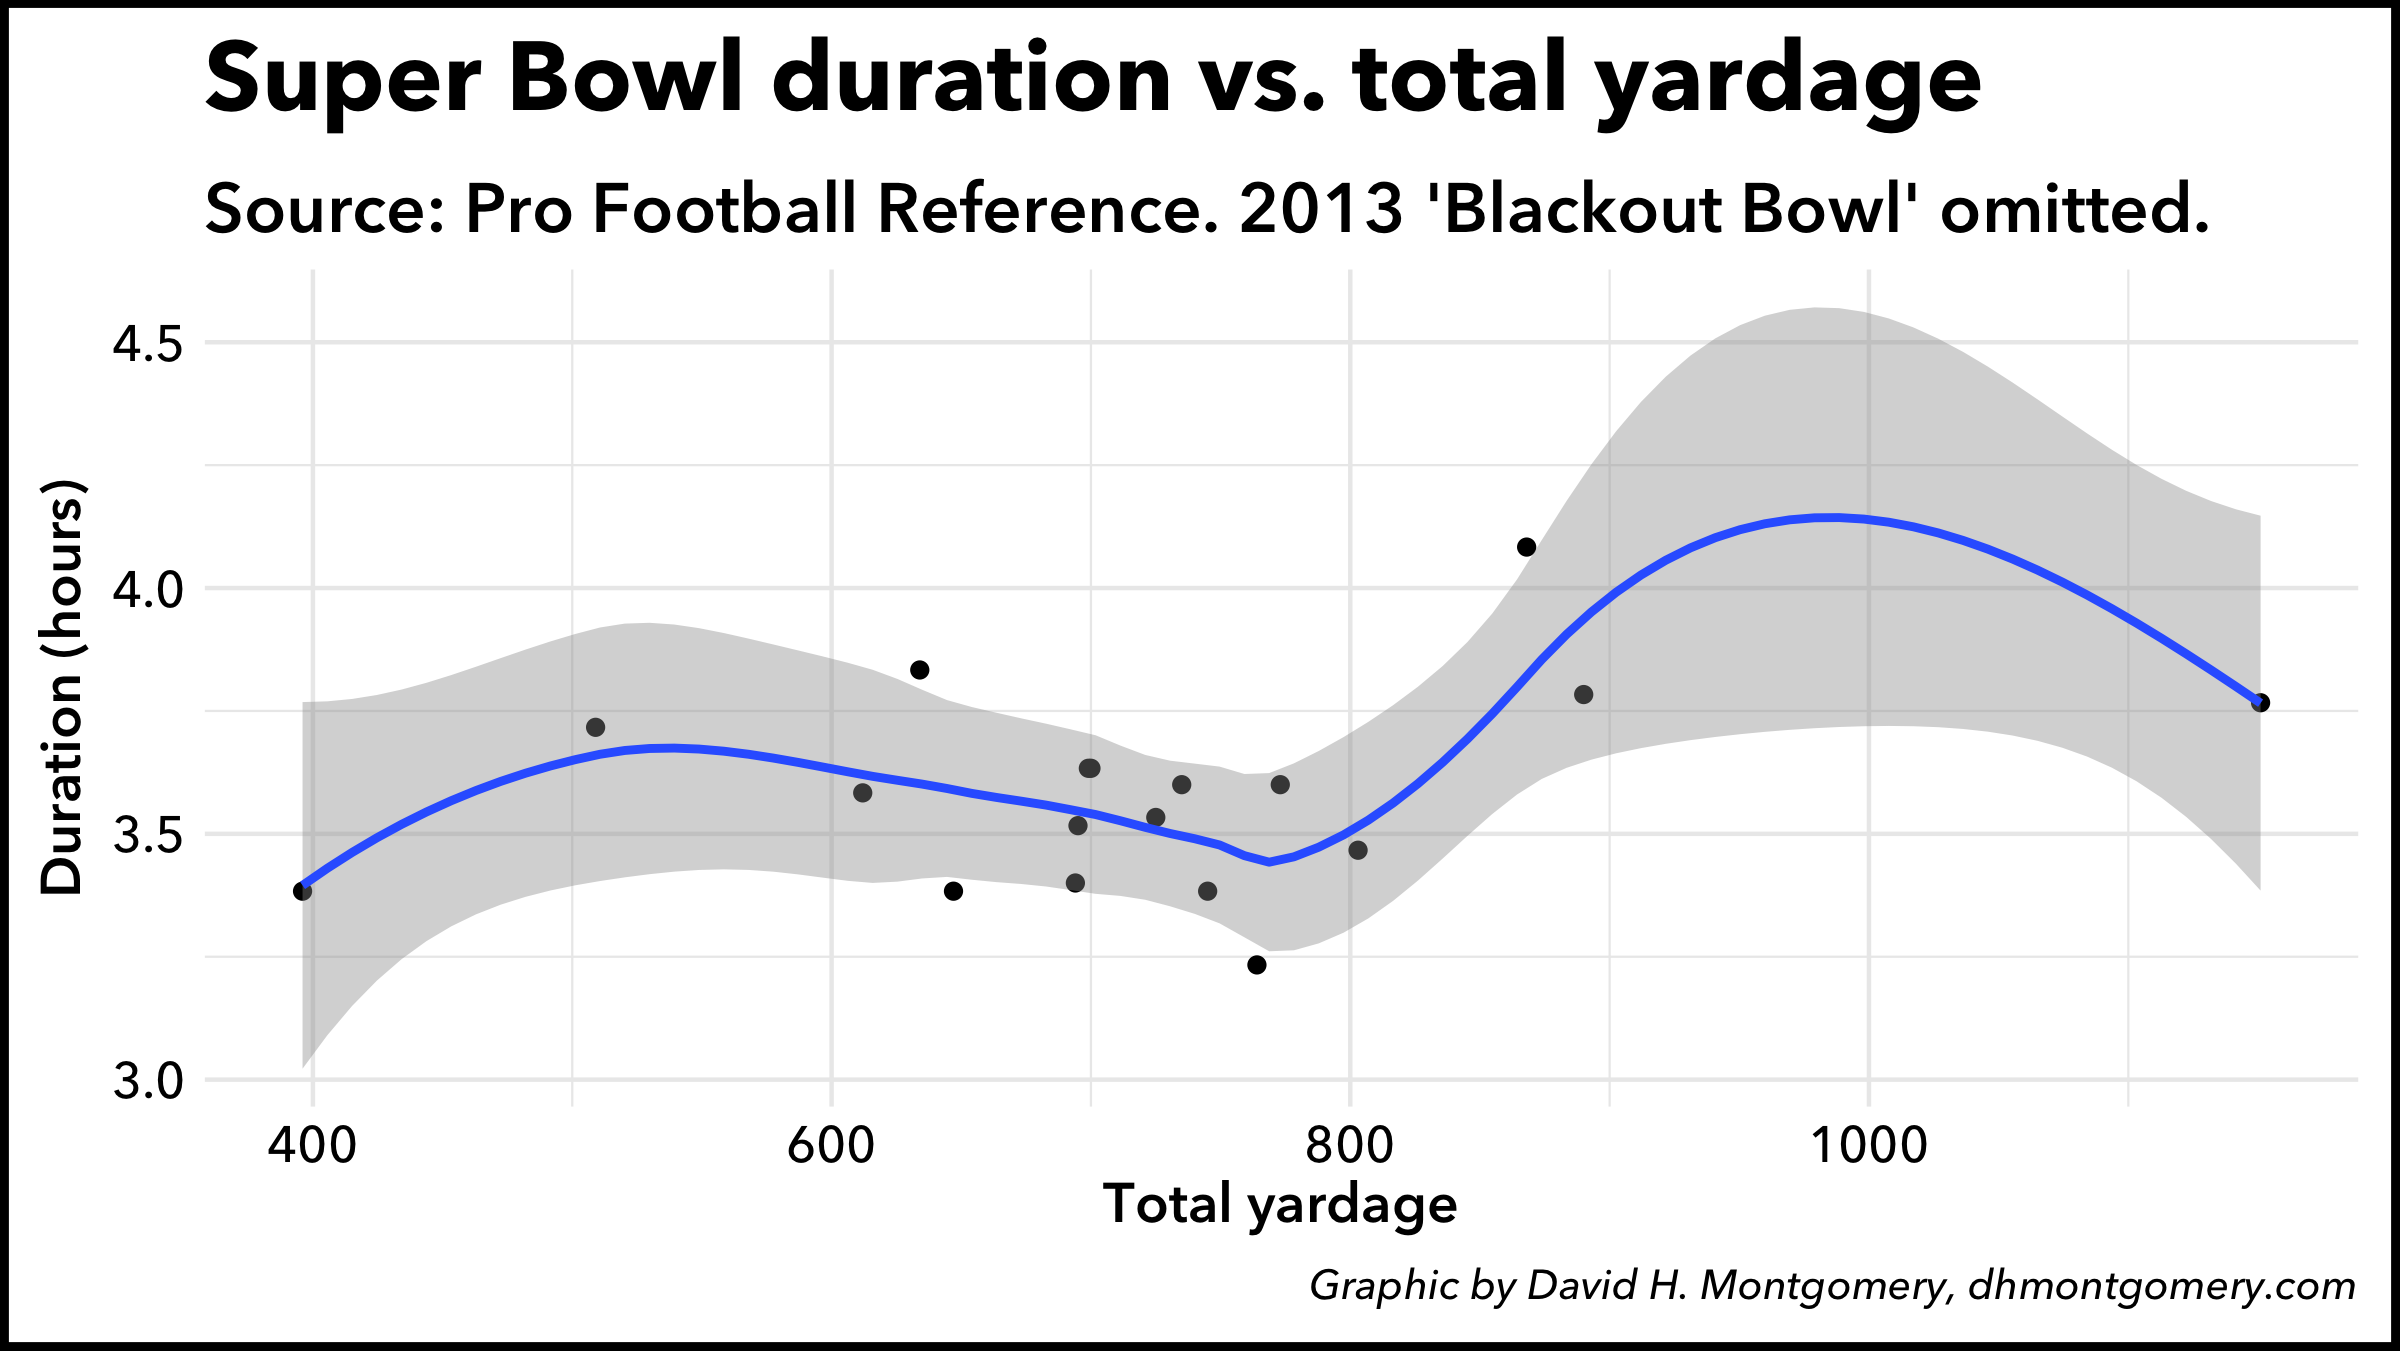 Super Bowl duration vs. total yardage
Source: Pro Football Reference. 2013 'Blackout Bowl' omitted.
Duration (hours)
4.5
4.0
3.5
3.0
400 600 800 1000
Total yardage
Graphic by David H. Montgomery, dhmontgomery.com